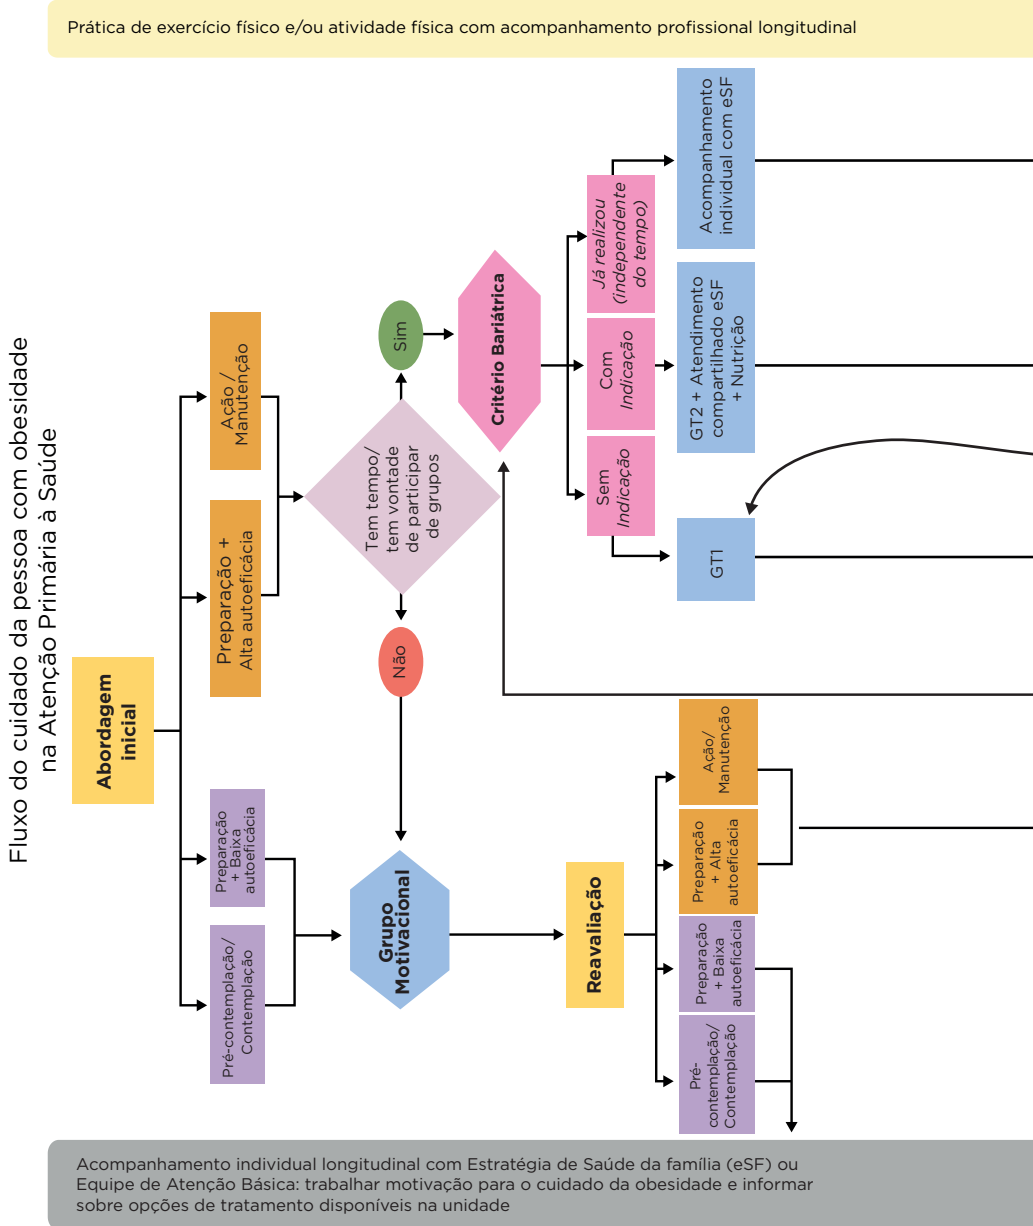 Prática de exercício físico e/ou atividade física com acompanhamento profissional longitudinal
Fluxo do cuidado da pessoa com obesidade
na Atenção Primária à Saúde
Abordagem
inicial
Pré-contemplação/
Contemplação
Preparação
+ Baixa
autoeficácia
Preparação +
Alta autoeficácia
Ação /
Manutenção
Tem tempo/
tem vontade
de participar
de grupos
Não
Sim
Grupo
Motivacional
Critério Bariátrica
Sem
Indicação
Com
Indicação
Já realizou
(independente
do tempo)
GT1
GT2 + Atendimento
compartilhado eSF
+ Nutrição
Acompanhamento
individual com eSF
Reavaliação
Pré-
contemplação/
Contemplação
Preparação
+ Baixa
autoeficácia
Preparação
+ Alta
autoeficácia
Ação/
Manutenção
Acompanhamento individual longitudinal com Estratégia de Saúde da família (eSF) ou
Equipe de Atenção Básica: trabalhar motivação para o cuidado da obesidade e informar
sobre opções de tratamento disponíveis na unidade